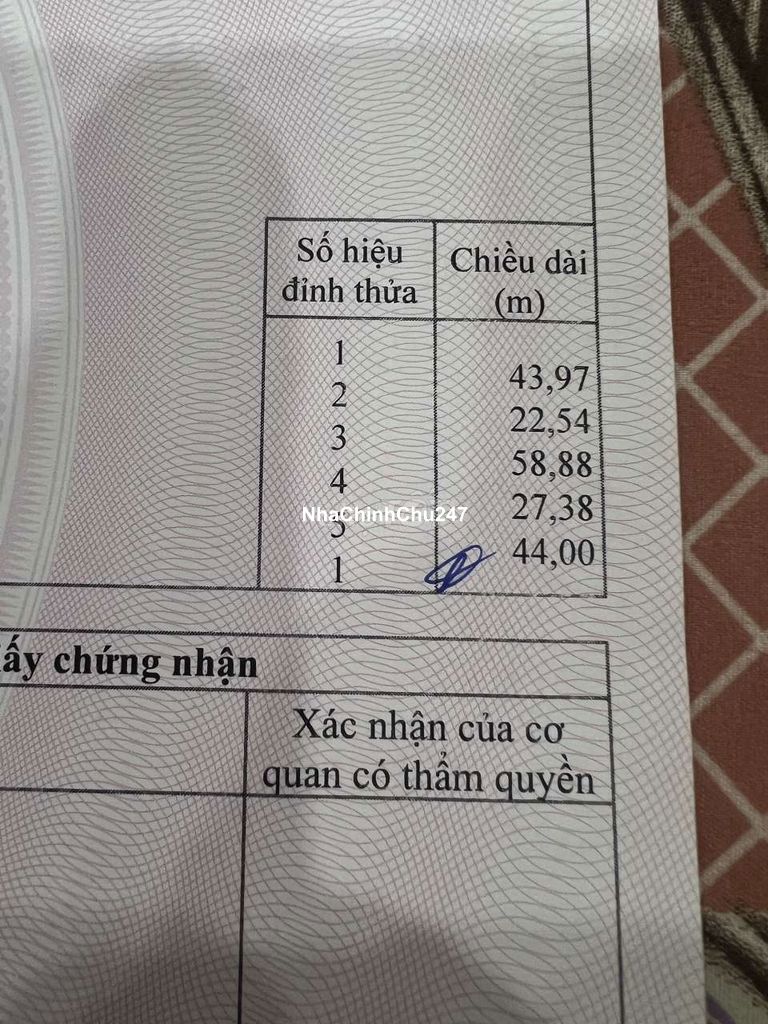 Số hiệu
đỉnh thửa
Chiều dài
(m)
1
43,97
2
22,54
3
58,88
4
27,38
NhaChinhChu247
5
44,00
1
ấy chứng nhận
Xác nhận của cơ
quan có thẩm quyền